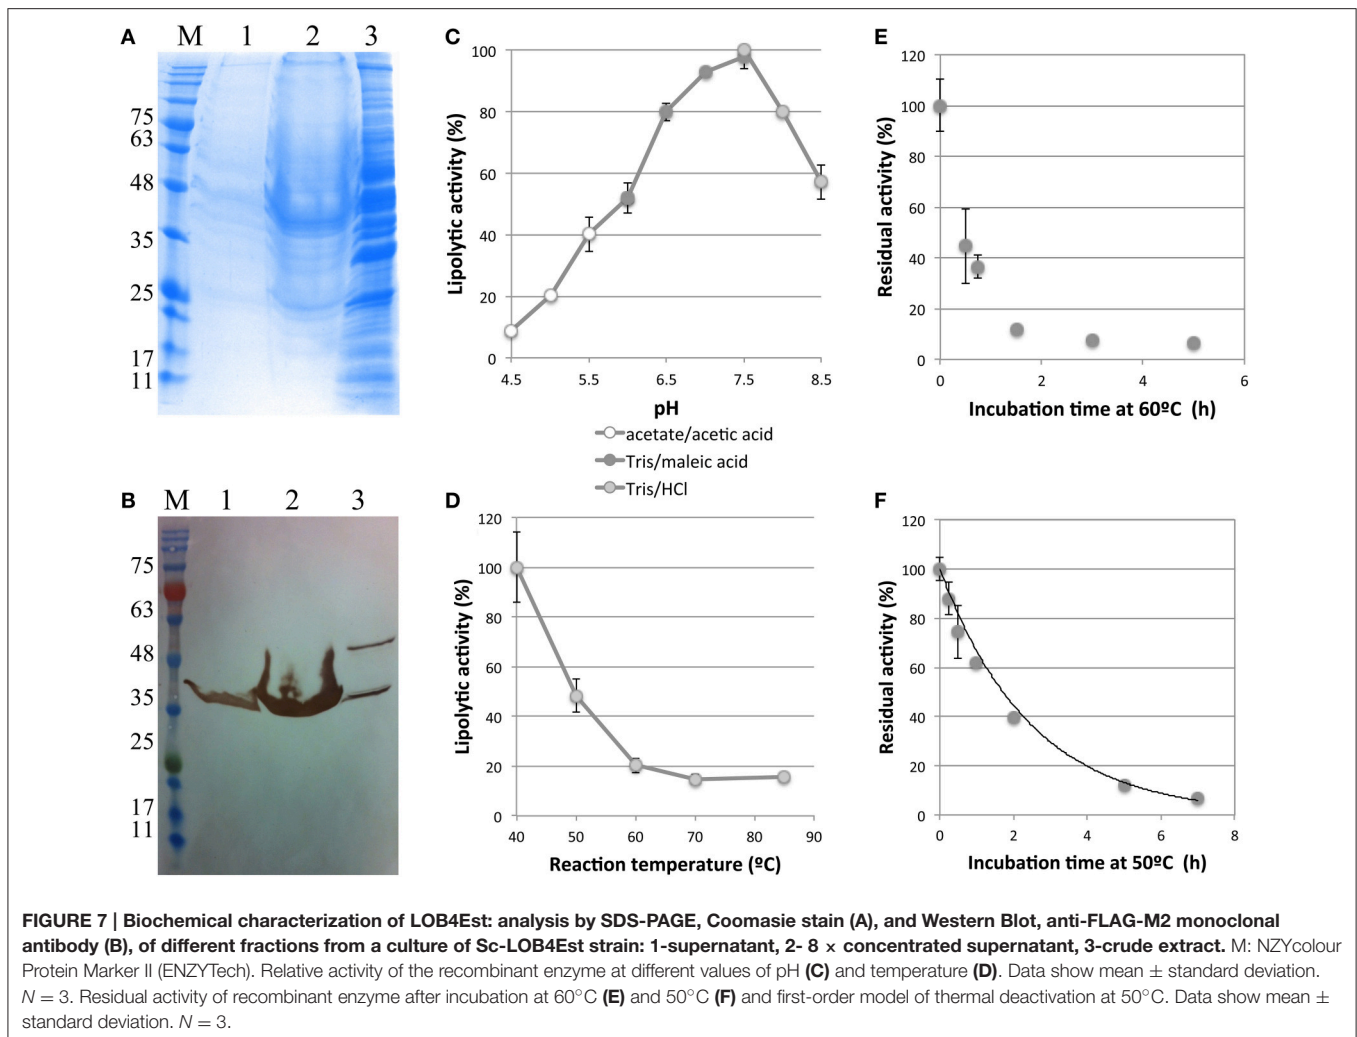 A
M 1 2 3
75
63
48
35
25
17
11
B
M 1 2 3
75
63
48
35
25
17
11
C
Lipolytic activity (%)
100
80
60
40
20
0
4.5 5.5 6.5 7.5 8.5
pH
acetate/acetic acid
Tris/maleic acid
Tris/HCl
D
Lipolytic activity (%)
120
100
80
60
40
20
0
40 50 60 70 80 90
Reaction temperature (ºC)
E
Residual activity (%)
120
100
80
60
40
20
0
0 2 4 6
Incubation time at 60ºC (h)
F
Residual activity (%)
120
100
80
60
40
20
0
0 2 4 6 8
Incubation time at 50ºC (h)
FIGURE 7 | Biochemical characterization of LOB4Est: analysis by SDS-PAGE, Coomasie stain (A), and Western Blot, anti-FLAG-M2 monoclonal
antibody (B), of different fractions from a culture of Sc-LOB4Est strain: 1-supernatant, 2- 8 × concentrated supernatant, 3-crude extract. M: NZYcolour
Protein Marker II (ENZYTech). Relative activity of the recombinant enzyme at different values of pH (C) and temperature (D). Data show mean ± standard deviation.
N = 3. Residual activity of recombinant enzyme after incubation at 60°C (E) and 50°C (F) and first-order model of thermal deactivation at 50°C. Data show mean ±
standard deviation. N = 3.